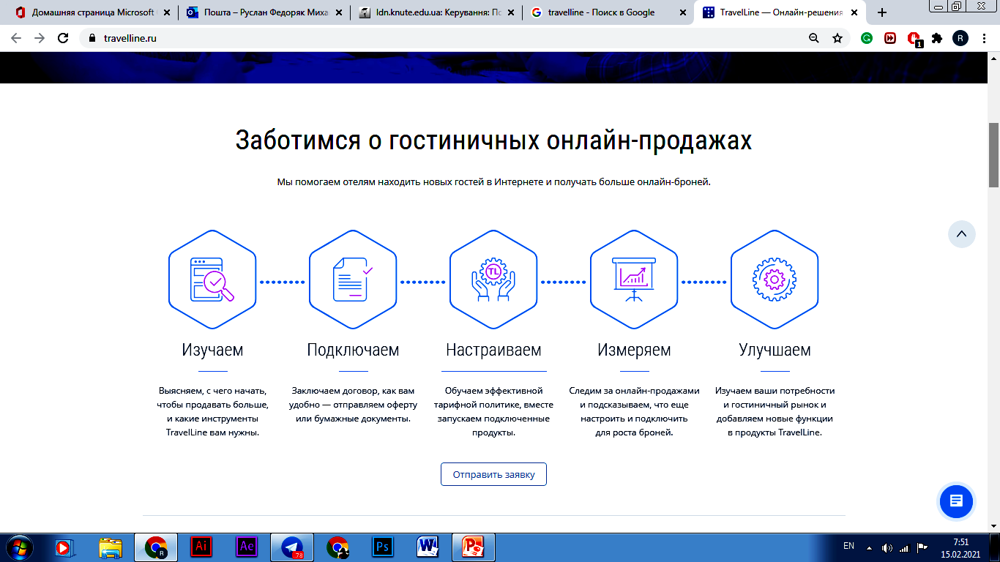 Домашняя страница Microsoft
Пошта – Руслан Федоряк Миха
ldn.knute.edu.ua: Керування: По
travelline - Поиск в Google
TravelLine — Онлайн-решения
travelline.ru
1
R
Заботимся о гостиничных онлайн-продажах
Мы помогаем отелям находить новых гостей в Интернете и получать больше онлайн-броней.
TL
Изучаем
Подключаем
Настраиваем
Измеряем
Улучшаем
Выясняем, с чего начать,
чтобы продавать больше,
и какие инструменты
TravelLine вам нужны.
Заключаем договор, как вам
удобно — отправляем оферту
или бумажные документы.
Обучаем эффективной
тарифной политике, вместе
запускаем подключенные
продукты.
Следим за онлайн-продажами
и подсказываем, что еще
настроить и подключить
для роста броней.
Изучаем ваши потребности
и гостиничный рынок и
добавляем новые функции
в продукты TravelLine.
Отправить заявку
R
Ai
Ae
78
Ps
EN
7:51
15.02.2021